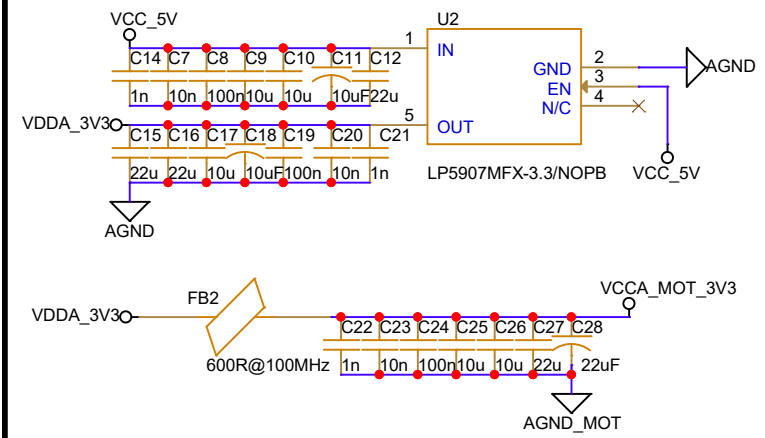 VCC_5V
U2
C14 C7 C8 C9 C10 C11 C12
1n 10n 100n 10u 10u 10uF 22u
1 IN
GND 2
AGND
EN 3
N/C 4
VDDA_3V3
5 OUT
C15 C16 C17 C18 C19 C20 C21
22u 22u 10u 10uF 100n 10n 1n
LP5907MFX-3.3/NOPB
VCC_5V
AGND
FB2
VCCA_MOT_3V3
VDDA_3V3
C22 C23 C24 C25 C26 C27 C28
600R@100MHz
1n 10n 100n 10u 10u 22u 22uF
AGND_MOT